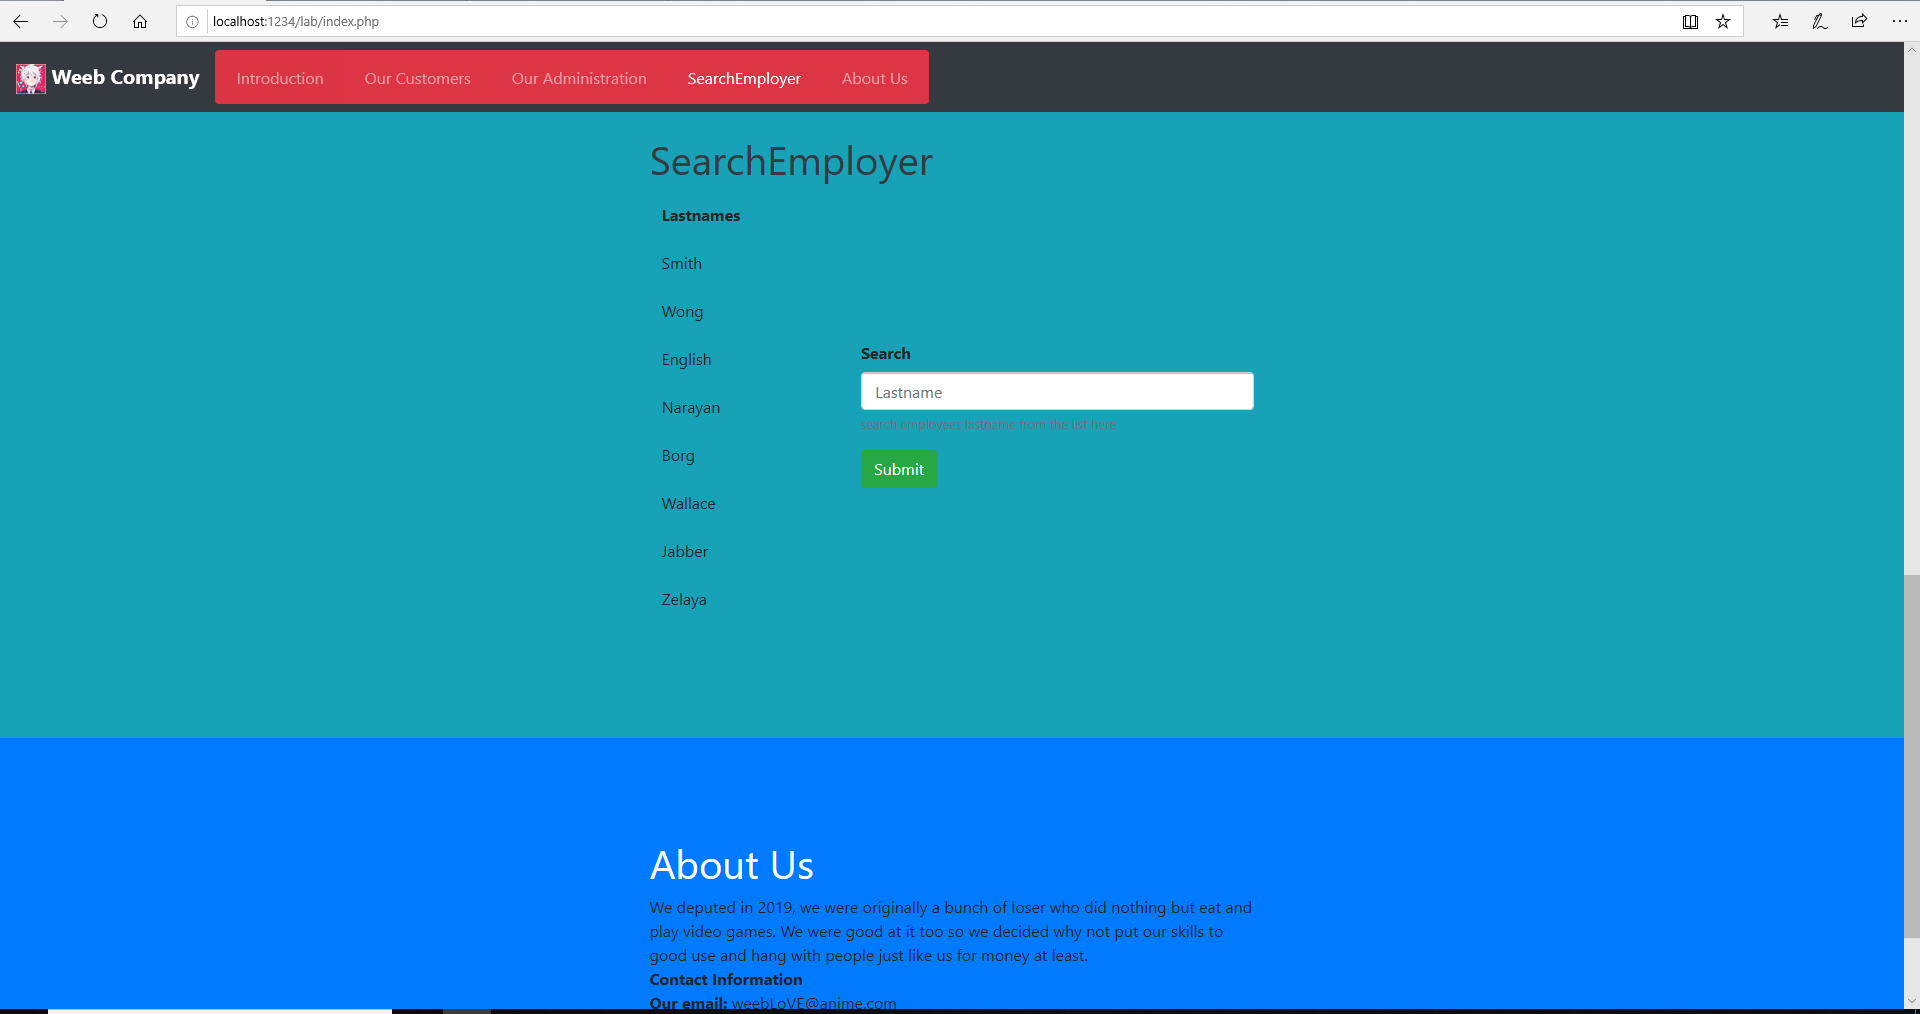 localhost:1234/lab/index.php
Weeb Company Introduction Our Customers Our Administration SearchEmployer About Us
SearchEmployer
Lastnames
Smith
Wong
English
Narayan
Borg
Wallace
Jabber
Zelaya
Search
Lastname
search employees lastname from the list here
Submit
About Us
We deputed in 2019, we were originally a bunch of loser who did nothing but eat and
play video games. We were good at it too so we decided why not put our skills to
good use and hang with people just like us for money at least.
Contact Information
Our email: weebLoVE@anime.com